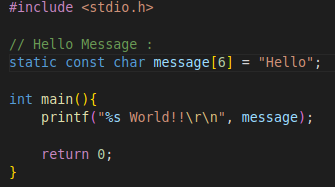 #include <stdio.h>
// Hello Message :
static const char message[6] = "Hello";
int main(){
printf("%s World!!\r\n", message);
return 0;
}